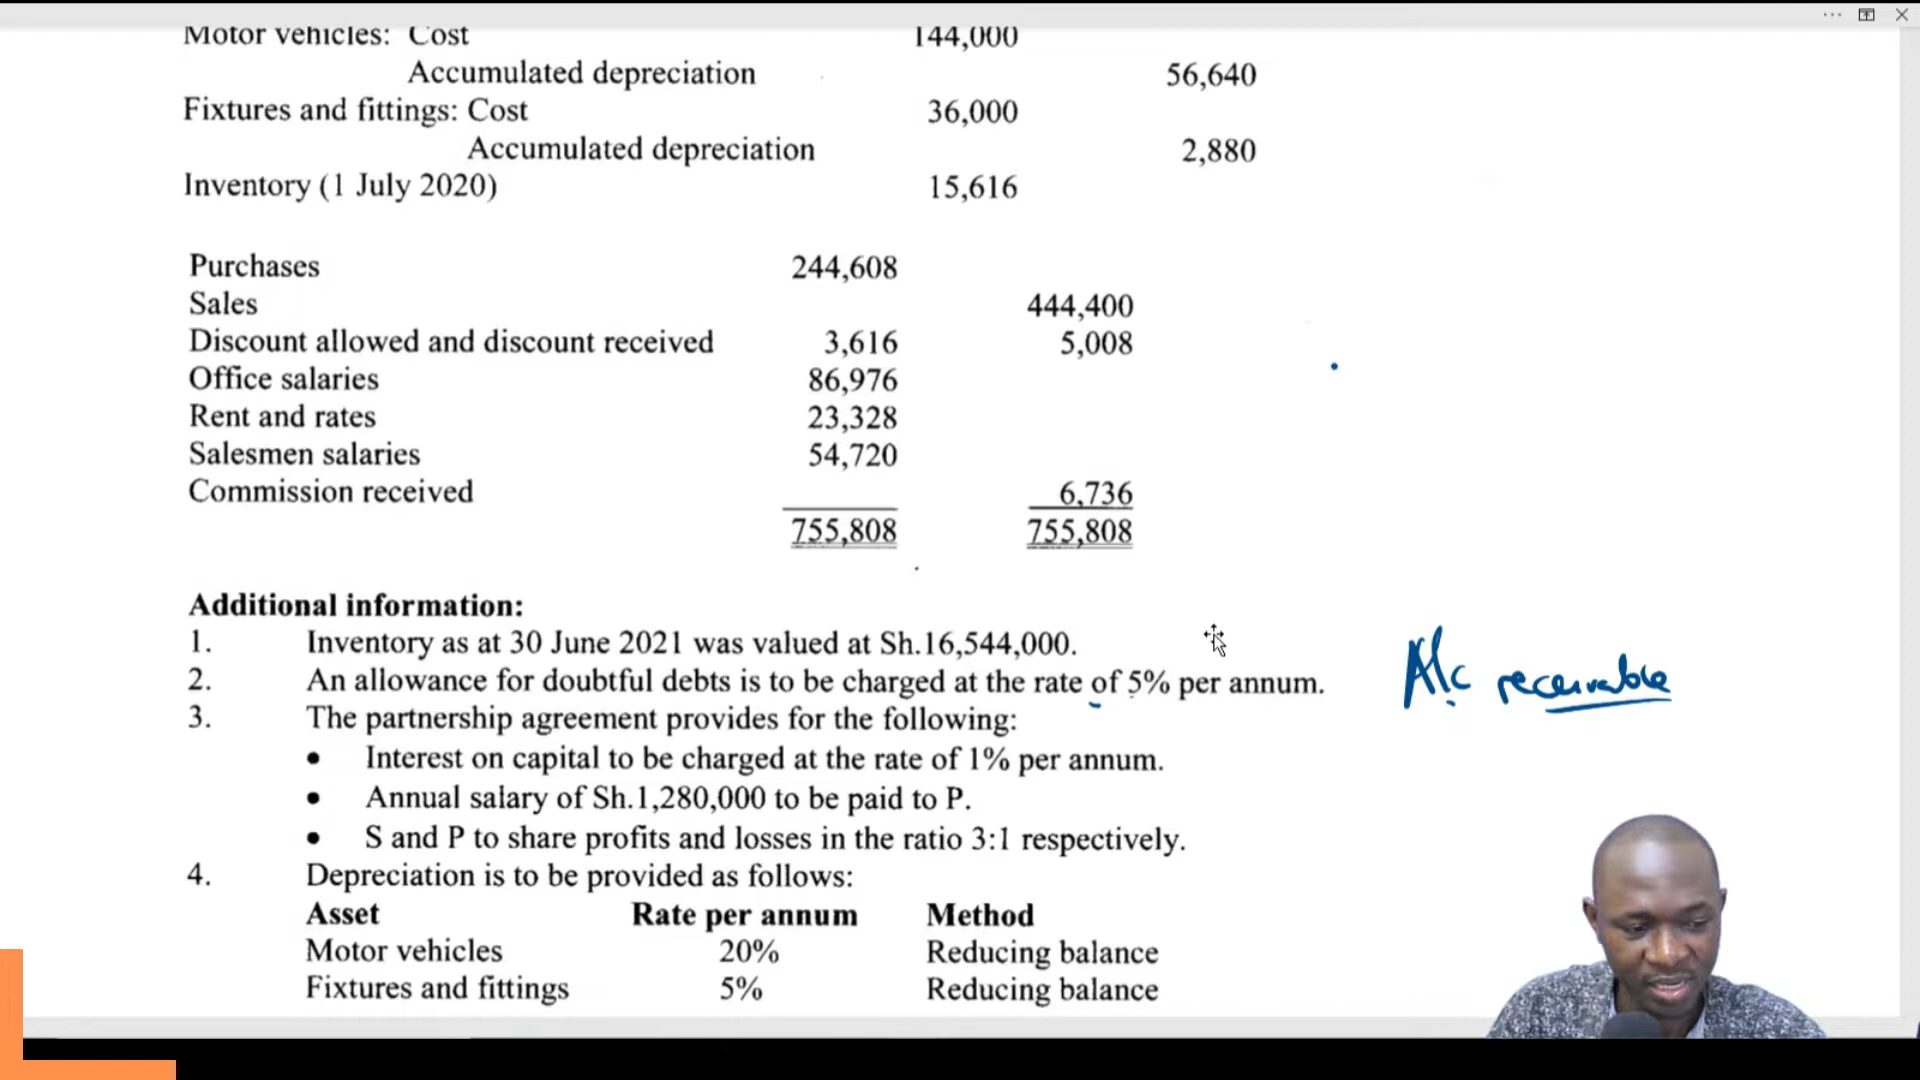 Motor vehicles: Cost 144,000
Accumulated depreciation 56,640
Fixtures and fittings: Cost 36,000
Accumulated depreciation 2,880
Inventory (1 July 2020) 15,616
Purchases 244,608
Sales 444,400
Discount allowed and discount received 3,616 5,008
Office salaries 86,976
Rent and rates 23,328
Salesmen salaries 54,720
Commission received 6,736
755,808 755,808
Additional information:
1. Inventory as at 30 June 2021 was valued at Sh.16,544,000.
2. An allowance for doubtful debts is to be charged at the rate of 5% per annum. A/c receivable
3. The partnership agreement provides for the following:
• Interest on capital to be charged at the rate of 1% per annum.
• Annual salary of Sh.1,280,000 to be paid to P.
• S and P to share profits and losses in the ratio 3:1 respectively.
4. Depreciation is to be provided as follows:
Asset Rate per annum Method
Motor vehicles 20% Reducing balance
Fixtures and fittings 5% Reducing balance